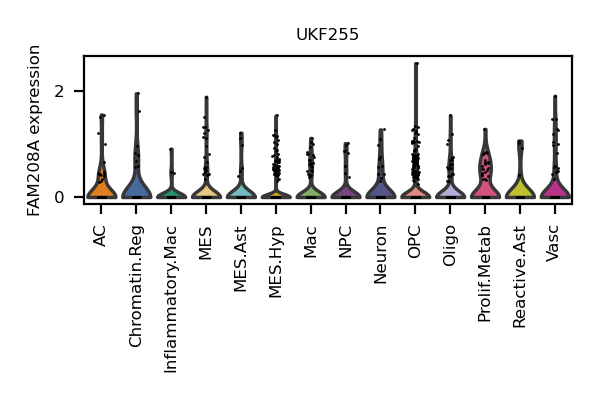 UKF255
FAM208A expression
2
0
AC
Chromatin.Reg
Inflammatory.Mac
MES
MES.Ast
MES.Hyp
Mac
NPC
Neuron
OPC
Oligo
Prolif.Metab
Reactive.Ast
Vasc